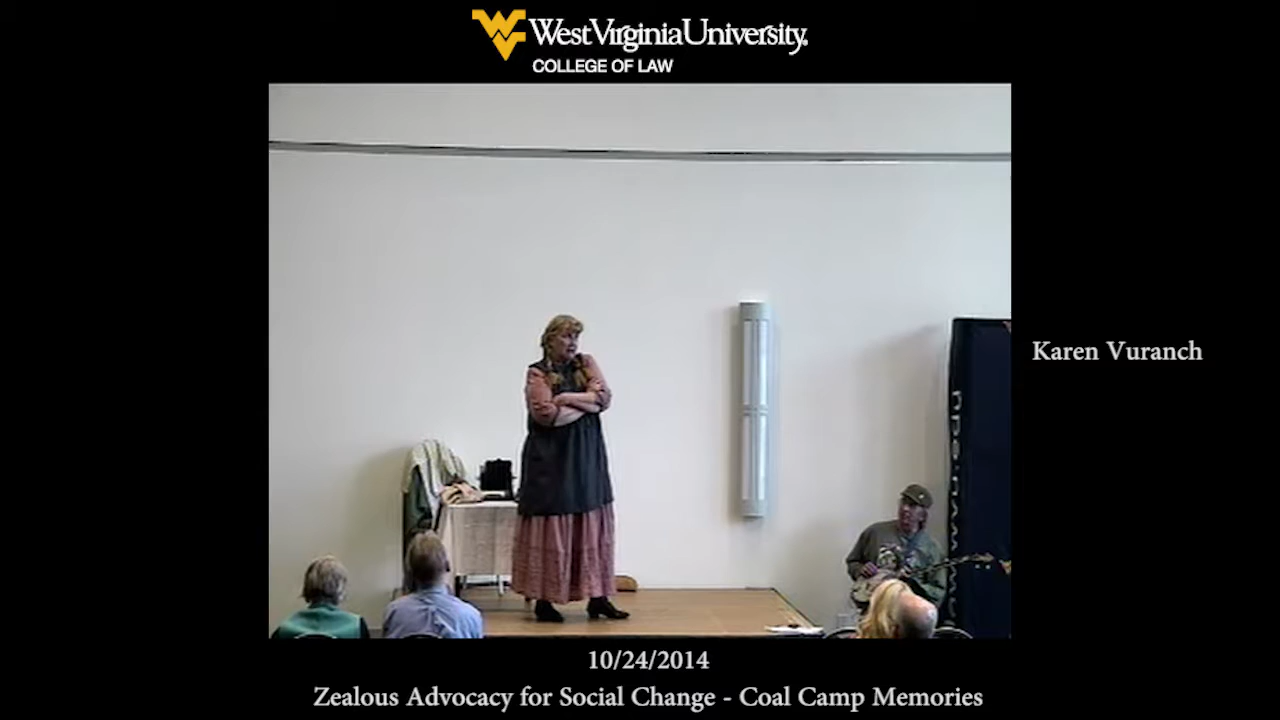 WestVirginiaUniversity.
COLLEGE OF LAW
Karen Vuranch
10/24/2014
Zealous Advocacy for Social Change - Coal Camp Memories